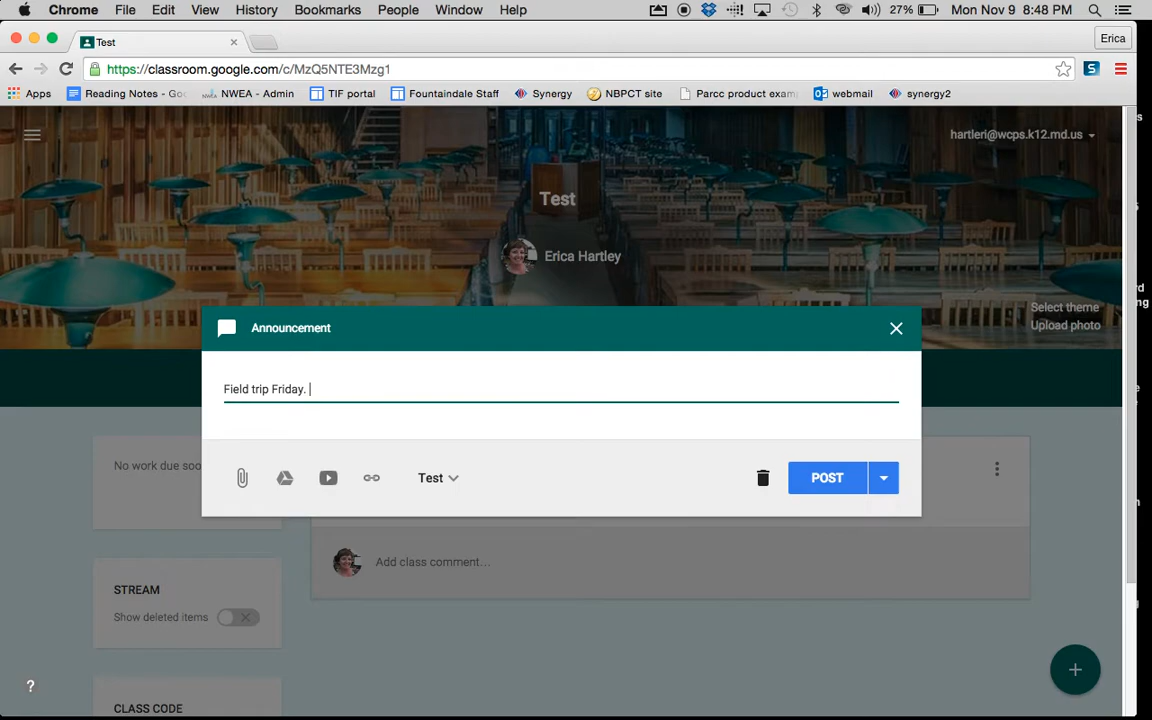 Chrome File Edit View History Bookmarks People Window Help 27% Mon Nov 9 8:48 PM
Test Erica
https://classroom.google.com/c/MzQ5NTE3Mzg1
Apps Reading Notes - Goo NWEA - Admin TIF portal Fountaindale Staff Synergy NBPCT site Parcc product exam webmail synergy2
hartleri@wcps.k12.md.us
Test
Erica Hartley
Select theme
Upload photo
Announcement
Field trip Friday.
No work due soo
Test POST
Add class comment...
STREAM
Show deleted items
CLASS CODE
?